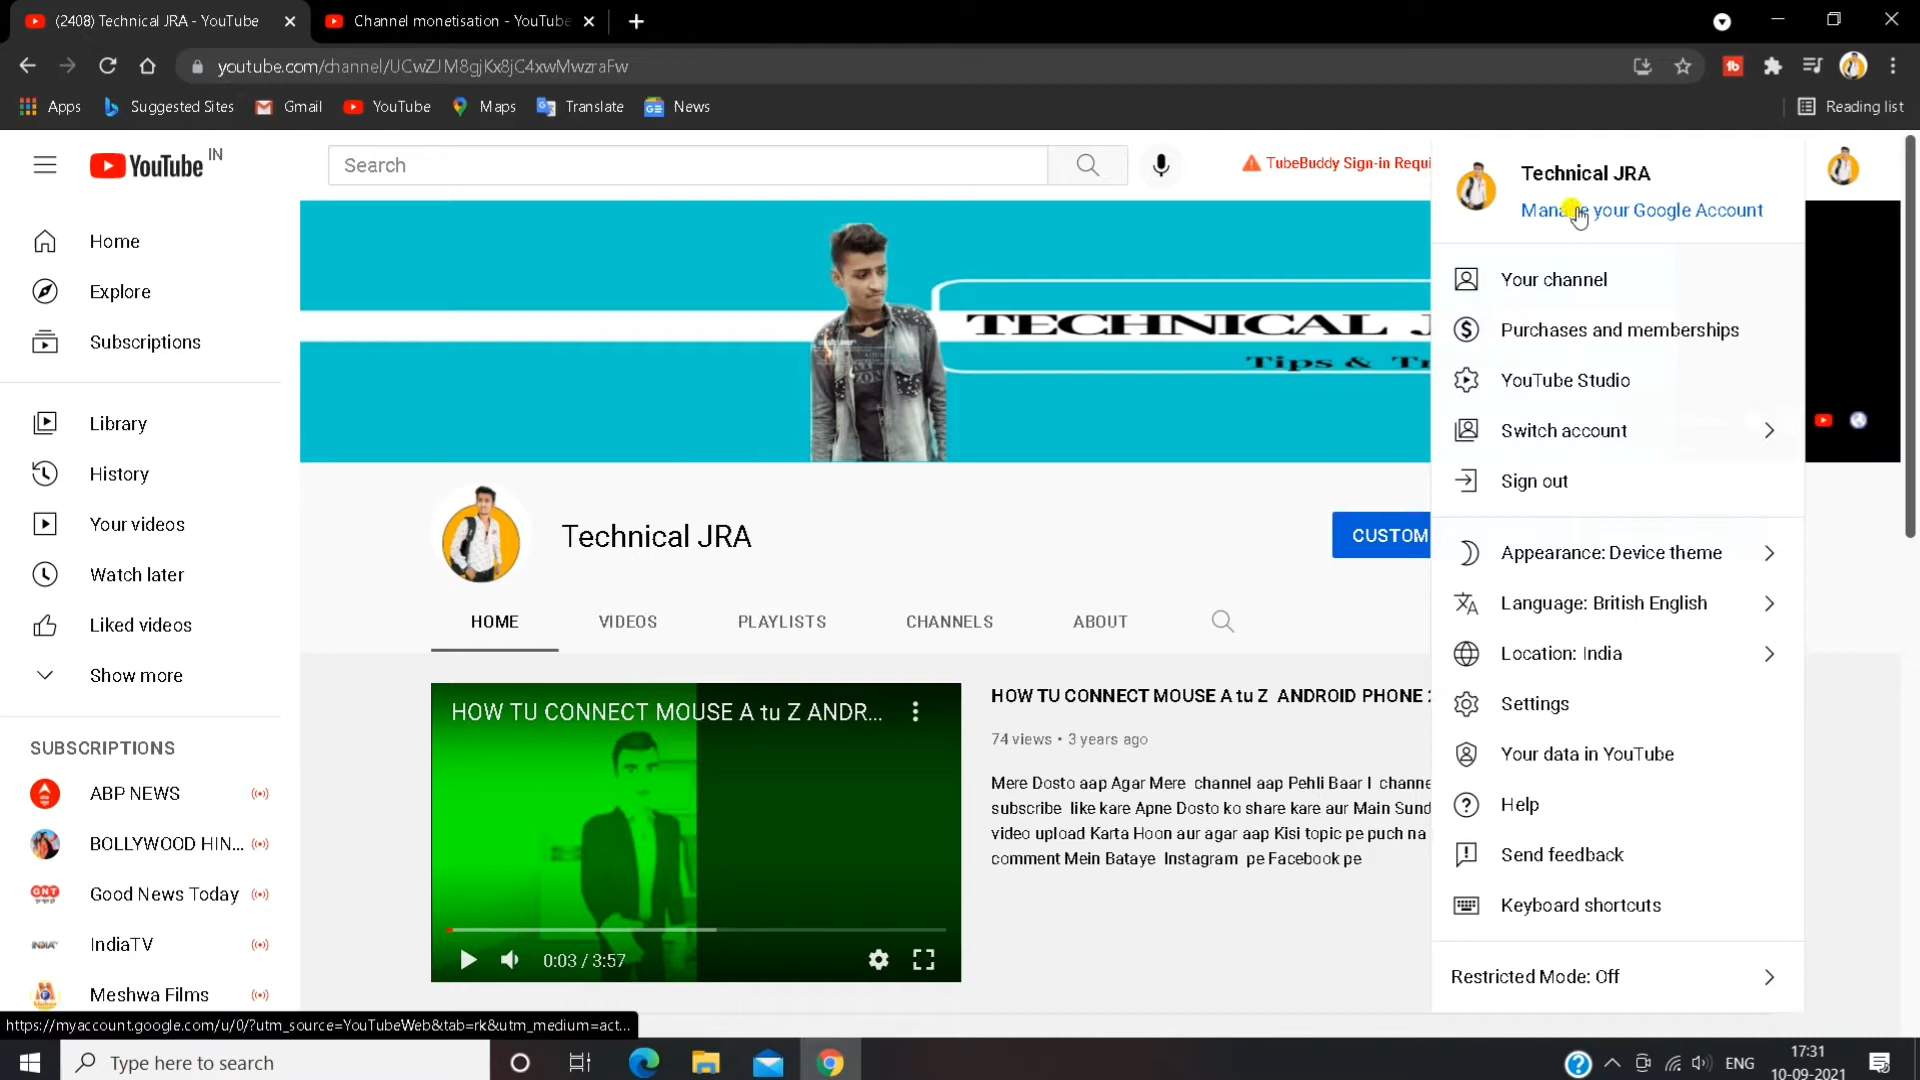 (2408) Technical JRA - YouTube
Channel monetisation - YouTube
youtube.com/channel/UCwZJM8gjKx8jC4xwMwzraFw
Apps
Suggested Sites
Gmail
YouTube
Maps
Translate
News
Reading list
YouTube IN
Search
TubeBuddy Sign-in Requi
Technical JRA
Manage your Google Account
Home
Explore
Subscriptions
Library
History
Your videos
Watch later
Liked videos
Show more
SUBSCRIPTIONS
ABP NEWS
BOLLYWOOD HIN...
Good News Today
IndiaTV
Meshwa Films
TECHNICAL J
Tips & Tr
Technical JRA
CUSTOM
HOME
VIDEOS
PLAYLISTS
CHANNELS
ABOUT
HOW TU CONNECT MOUSE A tu Z ANDR...
0:03 / 3:57
HOW TU CONNECT MOUSE A tu Z ANDROID PHONE
74 views • 3 years ago
Mere Dosto aap Agar Mere channel aap Pehli Baar I channe
subscribe like kare Apne Dosto ko share kare aur Main Sund
video upload Karta Hoon aur agar aap Kisi topic pe puch na
comment Mein Bataye Instagram pe Facebook pe
Your channel
Purchases and memberships
YouTube Studio
Switch account
Sign out
Appearance: Device theme
Language: British English
Location: India
Settings
Your data in YouTube
Help
Send feedback
Keyboard shortcuts
Restricted Mode: Off
https://myaccount.google.com/u/0/?utm_source=YouTubeWeb&tab=rk&utm_medium=act...
Type here to search
ENG
17:31
10-09-2021